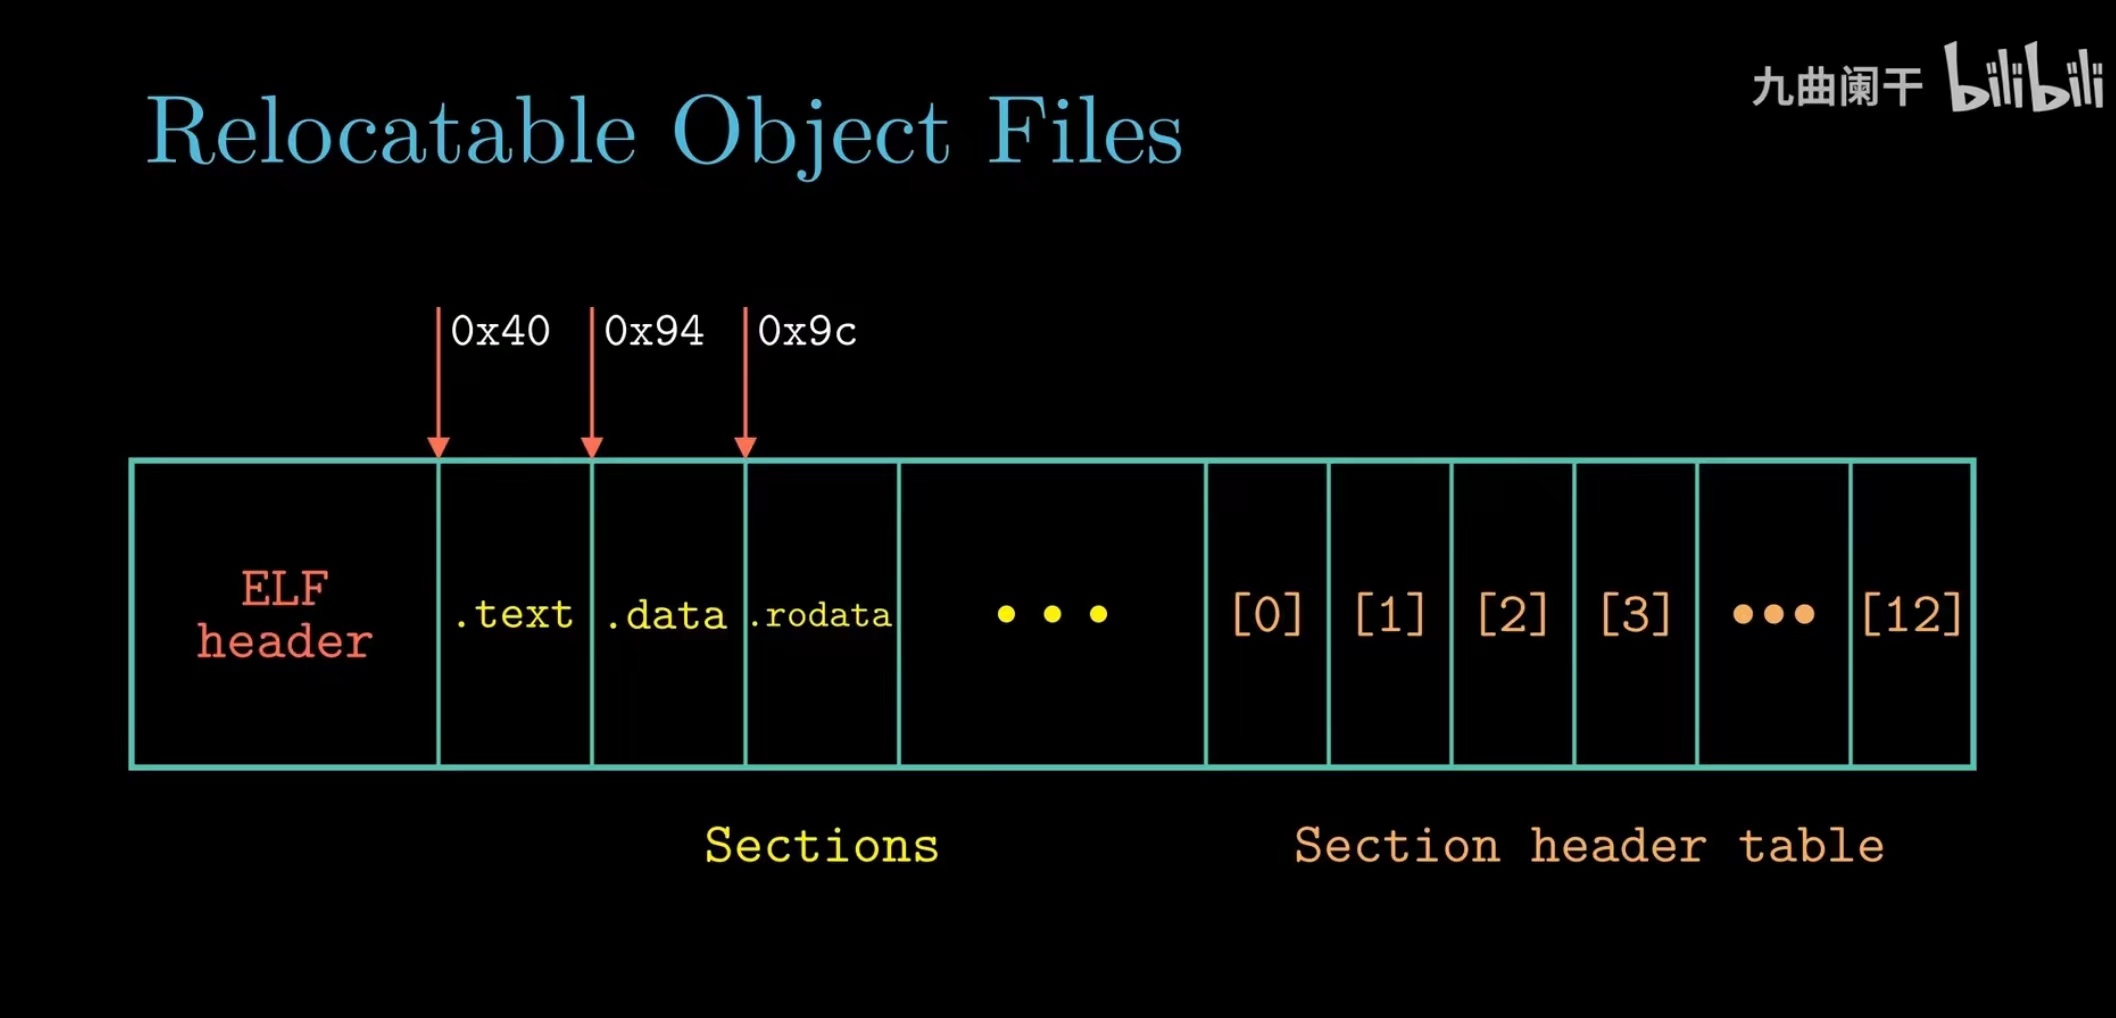 九曲阑干 bilibili
Relocatable Object Files
0x40 0x94 0x9c
ELF
header
.text .data .rodata ••• [0] [1] [2] [3] ••• [12]
Sections Section header table